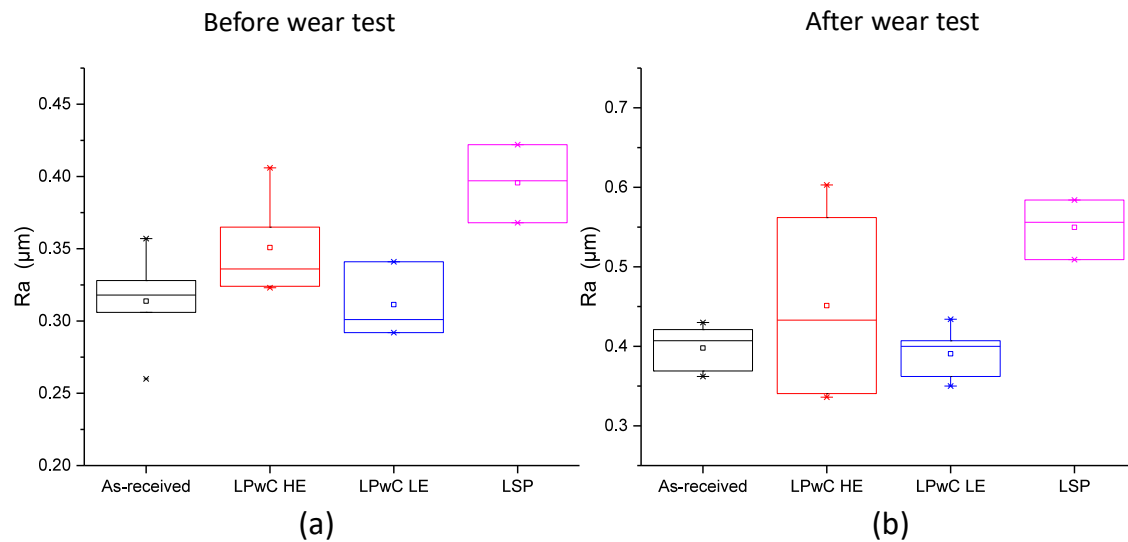 Before wear test
After wear test
Ra (µm)
0.45
0.40
0.35
0.30
0.25
0.20
As-received
LPwC HE
LPwC LE
LSP
(a)
Ra (µm)
0.7
0.6
0.5
0.4
0.3
As-received
LPwC HE
LPwC LE
LSP
(b)